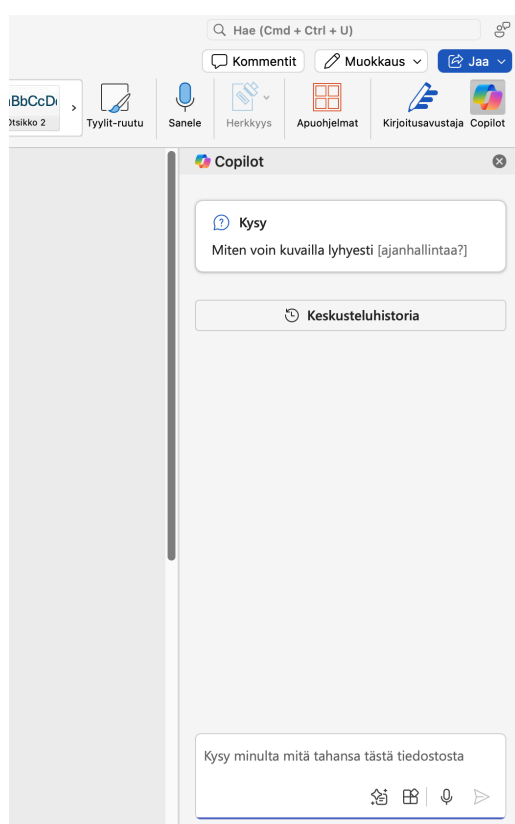 Hae (Cmd + Ctrl + U)
Kommentit Muokkaus Jaa
BbCcD
Otsikko 2
Tyylit-ruutu Sanele Herkkyys Apuohjelmat Kirjoitusavustaja Copilot
Copilot
Kysy
Miten voin kuvailla lyhyesti [ajanhallintaa?]
Keskusteluhistoria
Kysy minulta mitä tahansa tästä tiedostosta